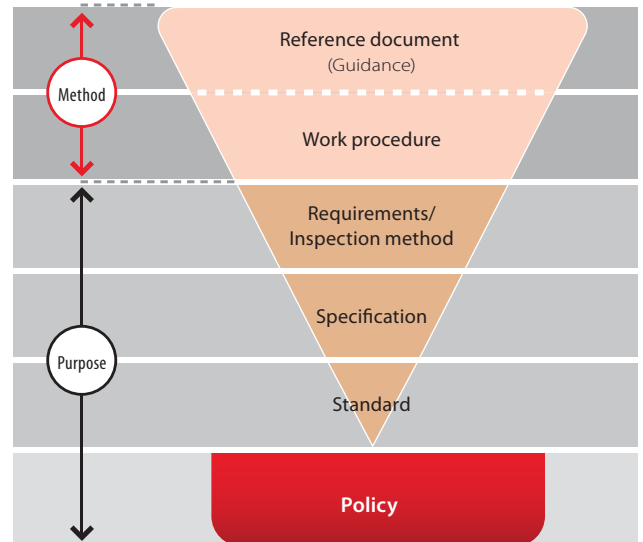 Reference document
(Guidance)
Method
Work procedure
Requirements/
Inspection method
Specification
Purpose
Standard
Policy